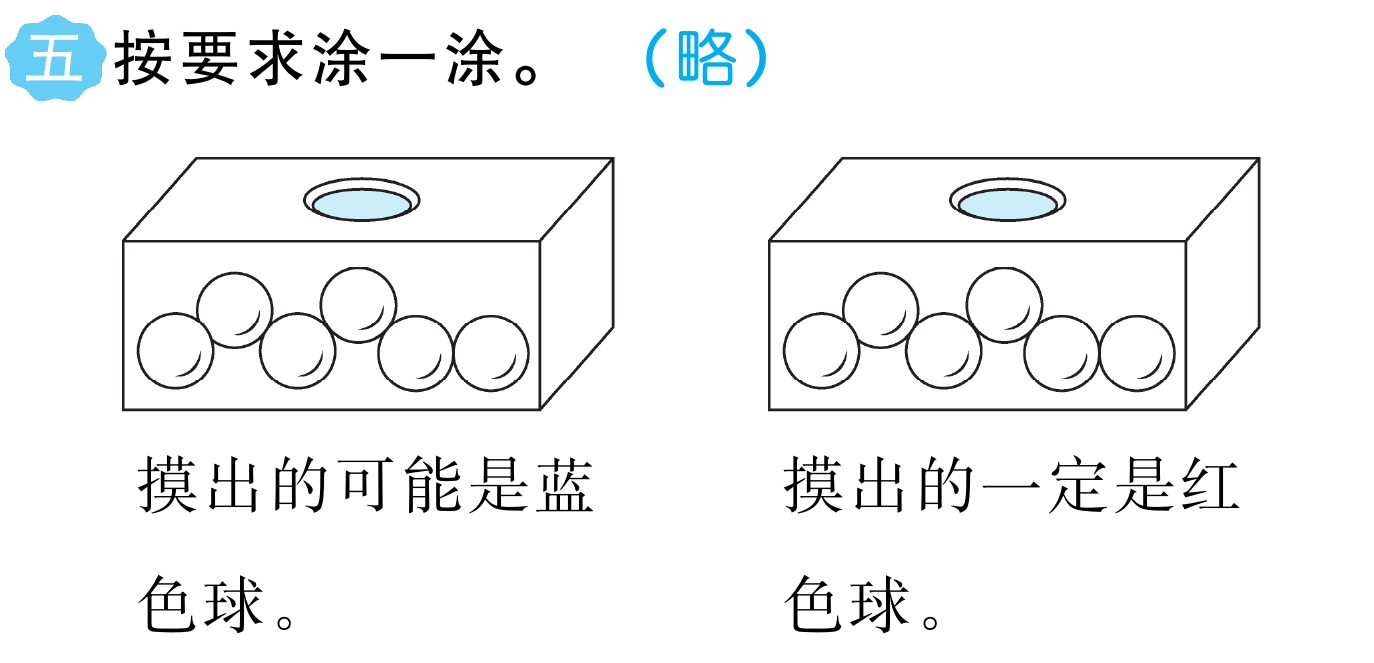 五 按要求涂一涂。 （略）
摸出的可能是蓝
色球。
摸出的一定是红
色球。